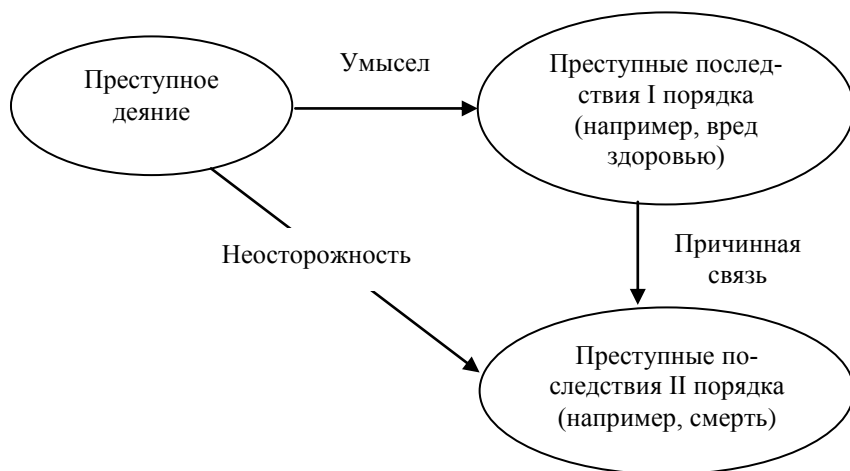 Преступное
деяние
Умысел
Преступные послед-
ствия I порядка
(например, вред
здоровью)
Неосторожность
Причинная
связь
Преступные по-
следствия II порядка
(например, смерть)